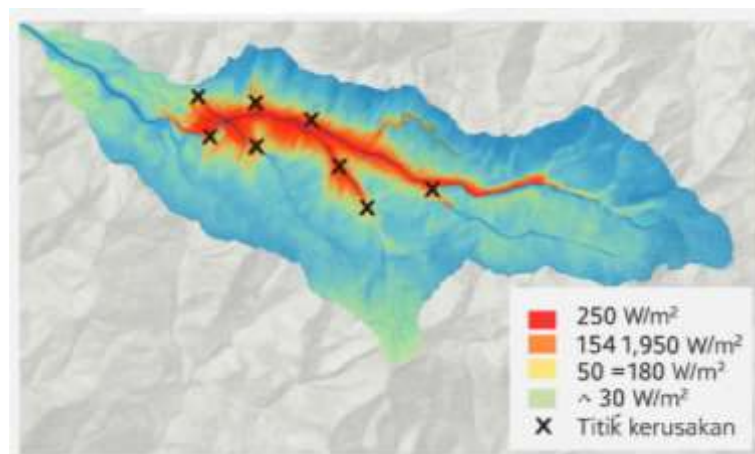 250 W/m²
154 1,950 W/m²
50 =180 W/m²
^ 30 W/m²
X Titik kerusakan